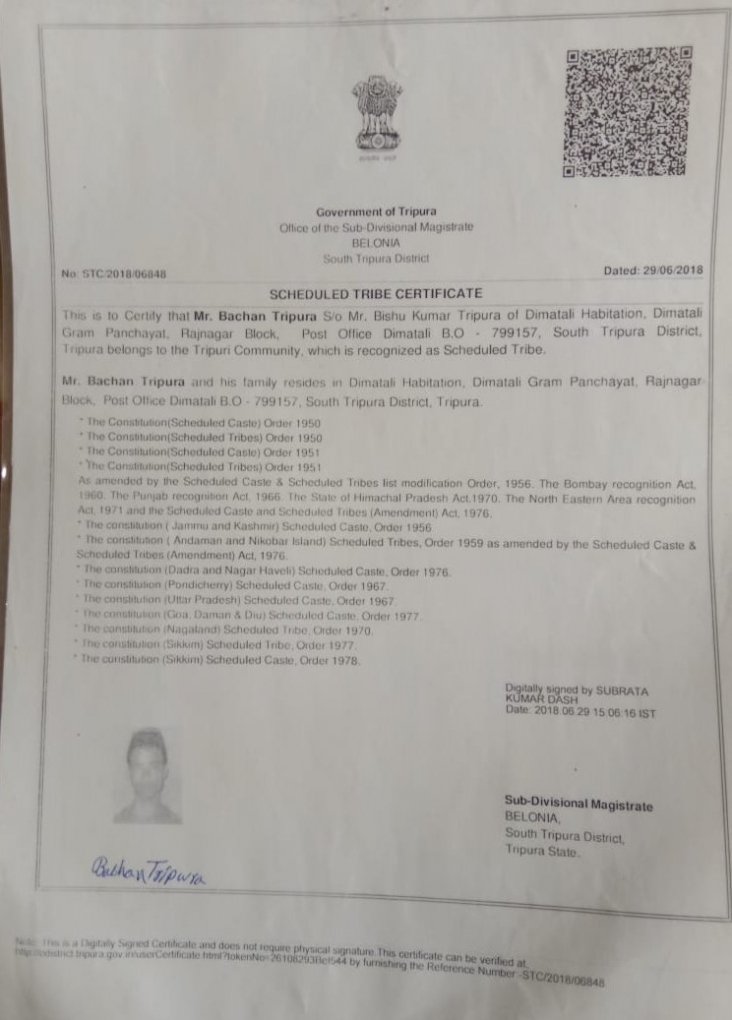 Government of Tripura
Office of the Sub-Divisional Magistrate
BELONIA
South Tripura District
No: STC/2018/06848
Dated: 29/06/2018
SCHEDULED TRIBE CERTIFICATE
This is to Certify that Mr. Bachan Tripura S/o Mr. Bishu Kumar Tripura of Dimatali Habitation, Dimatali
Gram Panchayat, Rajnagar Block, Post Office Dimatali B.O - 799157, South Tripura District,
Tripura belongs to the Tripuri Community, which is recognized as Scheduled Tribe.
Mr. Bachan Tripura and his family resides in Dimatali Habitation, Dimatali Gram Panchayat, Rajnagar
Block, Post Office Dimatali B.O - 799157, South Tripura District, Tripura.
* The Constitution(Scheduled Caste) Order 1950
* The Constitution(Scheduled Tribes) Order 1950
* The Constitution(Scheduled Caste) Order 1951
* The Constitution(Scheduled Tribes) Order 1951
As amended by the Scheduled Caste & Scheduled Tribes list modification Order, 1956. The Bombay recognition Act,
1960. The Punjab recognition Act, 1966. The State of Himachal Pradesh Act,1970. The North Eastern Area recognition
Act, 1971 and the Scheduled Caste and Scheduled Tribes (Amendment) Act, 1976.
* The constitution ( Jammu and Kashmir) Scheduled Caste, Order 1956
* The constitution ( Andaman and Nikobar Island) Scheduled Tribes, Order 1959 as amended by the Scheduled Caste &
Scheduled Tribes (Amendment) Act, 1976.
* The constitution (Dadra and Nagar Haveli) Scheduled Caste, Order 1976.
* The constitution (Pondicherry) Scheduled Caste, Order 1967.
* The constitution (Uttar Pradesh) Scheduled Caste, Order 1967.
* The constitution (Goa, Daman & Diu) Scheduled Caste, Order 1977.
* The constitution (Nagaland) Scheduled Tribe, Order 1970.
* The constitution (Sikkim) Scheduled Tribe, Order 1977.
* The constitution (Sikkim) Scheduled Caste, Order 1978.
Digitally signed by SUBRATA
KUMAR DASH
Date: 2018.06.29 15:06:16 IST
Sub-Divisional Magistrate
BELONIA,
South Tripura District,
Tripura State.
Bachan Tripura
Note: This is a Digitally Signed Certificate and does not require physical signature.This certificate can be verified at
by furnishing the Reference Number -STC/2018/06848